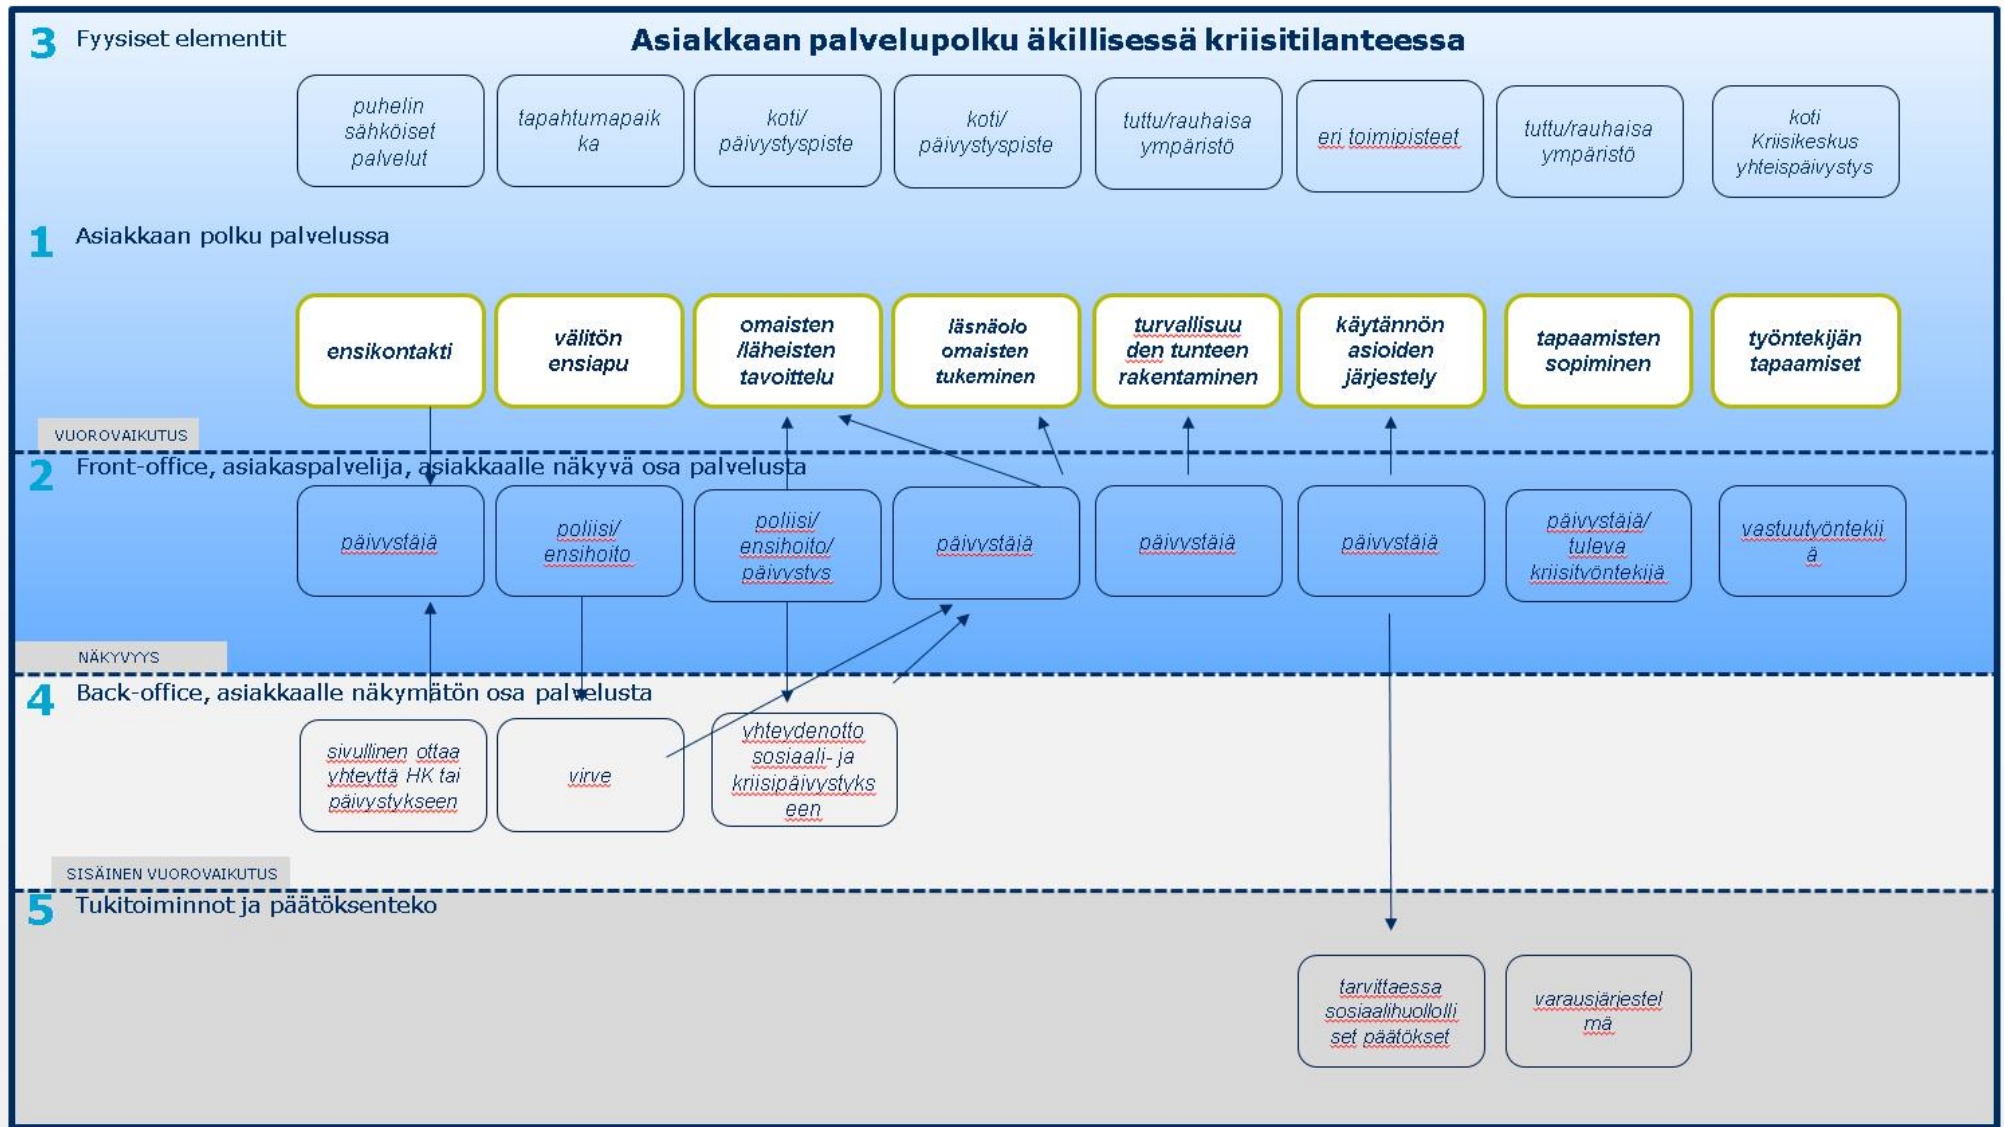 3 Fyysiset elementit
Asiakkaan palvelupolku äkillisessä kriisitilanteessa
puhelin
sähköiset
palvelut
tapahtumapaik
ka
koti/
päivystyspiste
koti/
päivystyspiste
tuttu/rauhaisa
ympäristö
eri toimipisteet
tuttu/rauhaisa
ympäristö
koti
Kriisikeskus
yhteispäivystys
1 Asiakkaan polku palvelussa
ensikontakti
välitön
ensiapu
omaisten
/läheisten
tavoittelu
läsnäolo
omaisten
tukeminen
turvallisuu
den tunteen
rakentaminen
käytännön
asioiden
järjestely
tapaamisten
sopiminen
työntekijän
tapaamiset
VUOROVAIKUTUS
2 Front-office, asiakaspalvelija, asiakkaalle näkyvä osa palvelusta
päivystäjä
poliisi/
ensihoito
poliisi/
ensihoito/
päivystys
päivystäjä
päivystäjä
päivystäjä
päivystäjä/
tuleva
kriisityöntekijä
vastuutyöntekij
ä
NÄKYVYYS
4 Back-office, asiakkaalle näkymätön osa palvelusta
sivullinen ottaa
yhteyttä HK tai
päivystykseen
virve
yhteydenotto
sosiaali- ja
kriisipäivystyks
een
SISÄINEN VUOROVAIKUTUS
5 Tukitoiminnot ja päätöksenteko
tarvittaessa
sosiaalihuollolli
set päätökset
varausjärjestel
mä